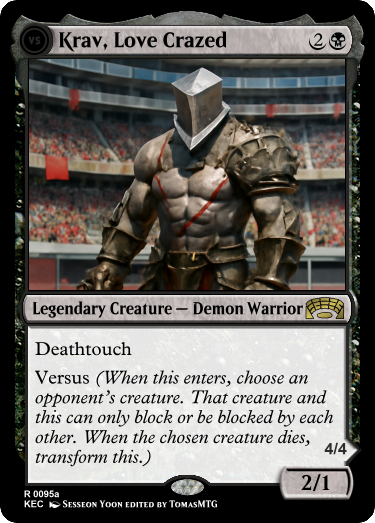 VS Krav, Love Crazed 2
Legendary Creature — Demon Warrior
Deathtouch
Versus (When this enters, choose an
opponent's creature. That creature and
this can only block or be blocked by each
other. When the chosen creature dies,
transform this.)
4/4
2/1
R 0095a
KEC Sesseon Yoon edited by TomasMTG